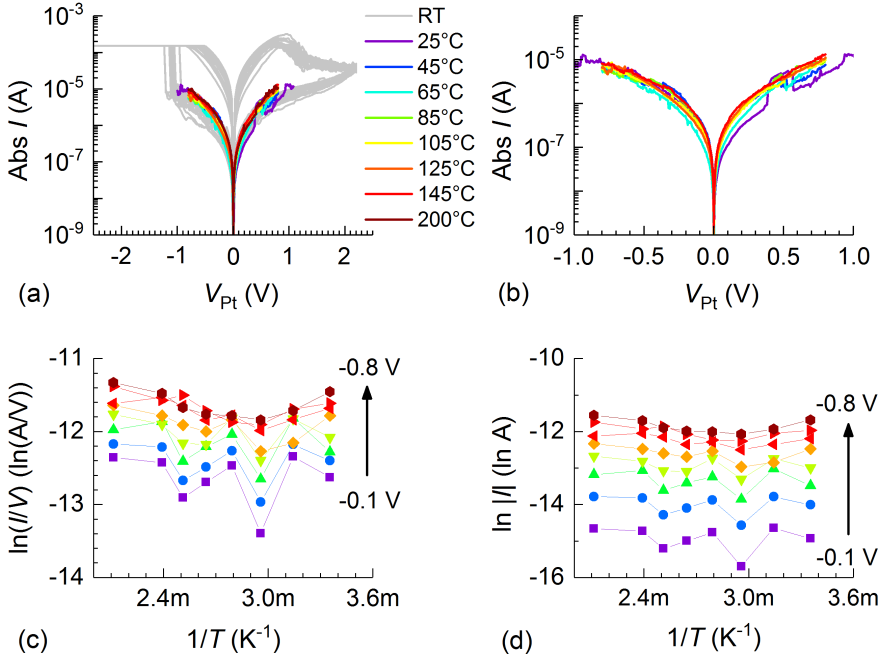 10⁻³
10⁻⁵
10⁻⁷
10⁻⁹
Abs I (A)
-2
-1
0
1
2
V_Pt (V)
(a)
RT
25°C
45°C
65°C
85°C
105°C
125°C
145°C
200°C
10⁻⁵
10⁻⁷
10⁻⁹
Abs I (A)
-1.0
-0.5
0.0
0.5
1.0
V_Pt (V)
(b)
-11
-12
-13
-14
ln(I/V) (ln(A/V))
-0.8 V
-0.1 V
2.4m
3.0m
3.6m
1/T (K⁻¹)
(c)
-10
-12
-14
-16
ln |I| (ln A)
-0.8 V
-0.1 V
2.4m
3.0m
3.6m
1/T (K⁻¹)
(d)